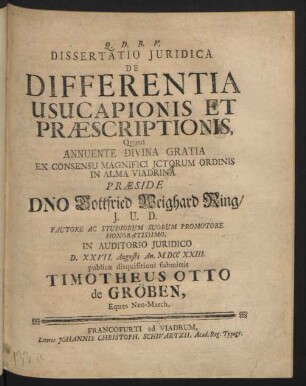 Q. D. B. V.
DISSERTATIO JURIDICA
DE
DIFFERENTIA
USUCAPIONIS ET
PRÆSCRIPTIONIS,
Quam
ANNUENTE DIVINA GRATIA
EX CONSENSU MAGNIFICI JCTORUM ORDINIS
IN ALMA VIADRINA
PRÆSIDE
DNO Gottfried Weighard Ring/
J. U. D.
FAUTORE AC STUDIORUM SUORUM PROMOTORE
HONORATISSIMO,
IN AUDITORIO JURIDICO
D. XXVII. Augusti An. MDCCXXIII.
publicæ disquisitioni submittit
TIMOTHEUS OTTO
de GRÖBEN,
Eques Neo-March.
FRANCOFURTI ad VIADRUM,
Literis JOHANNIS CHRISTOPH. SCHWARTZII, Acad. Reg. Typogr.